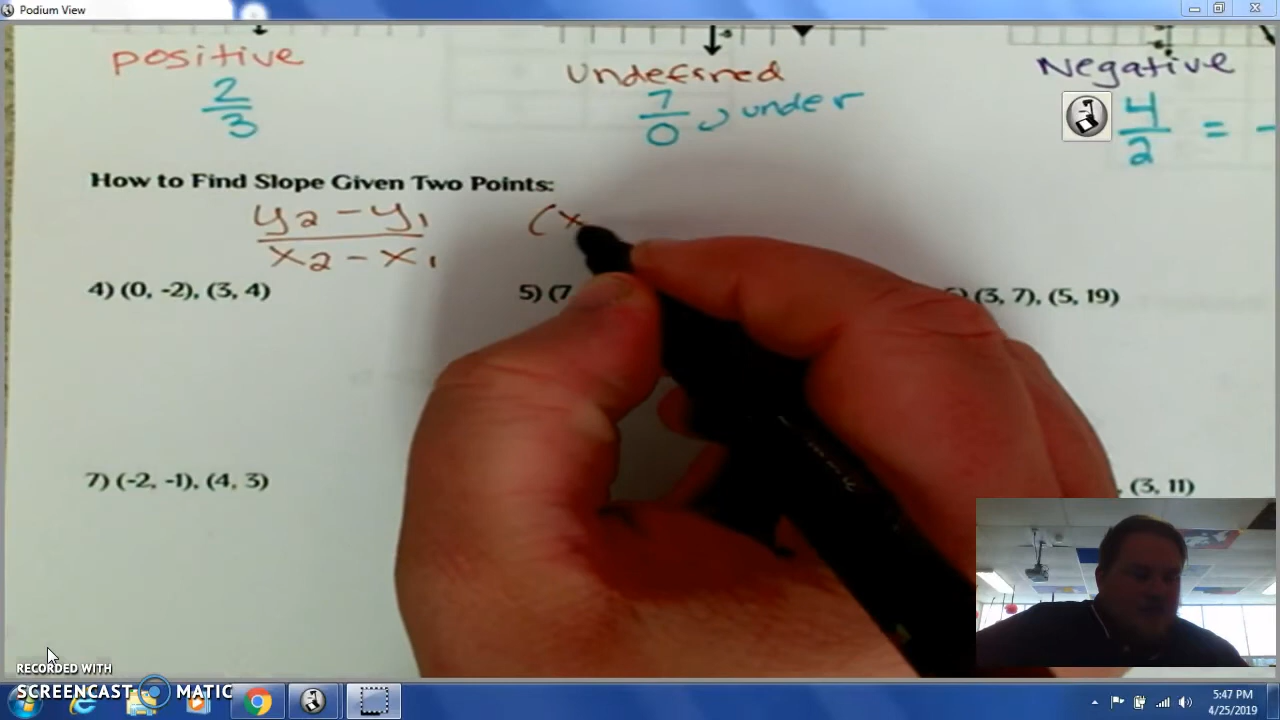 Podium View
positive
Undefined
Negative
2
3
7
0
under
4
2
= -
How to Find Slope Given Two Points:
y2 - y1
x2 - x1
(x
4) (0, -2), (3, 4)
5) (7
(3, 7), (5, 19)
7) (-2, -1), (4, 3)
, (3, 11)
RECORDED WITH
SCREENCAST MATIC
5:47 PM
4/25/2019